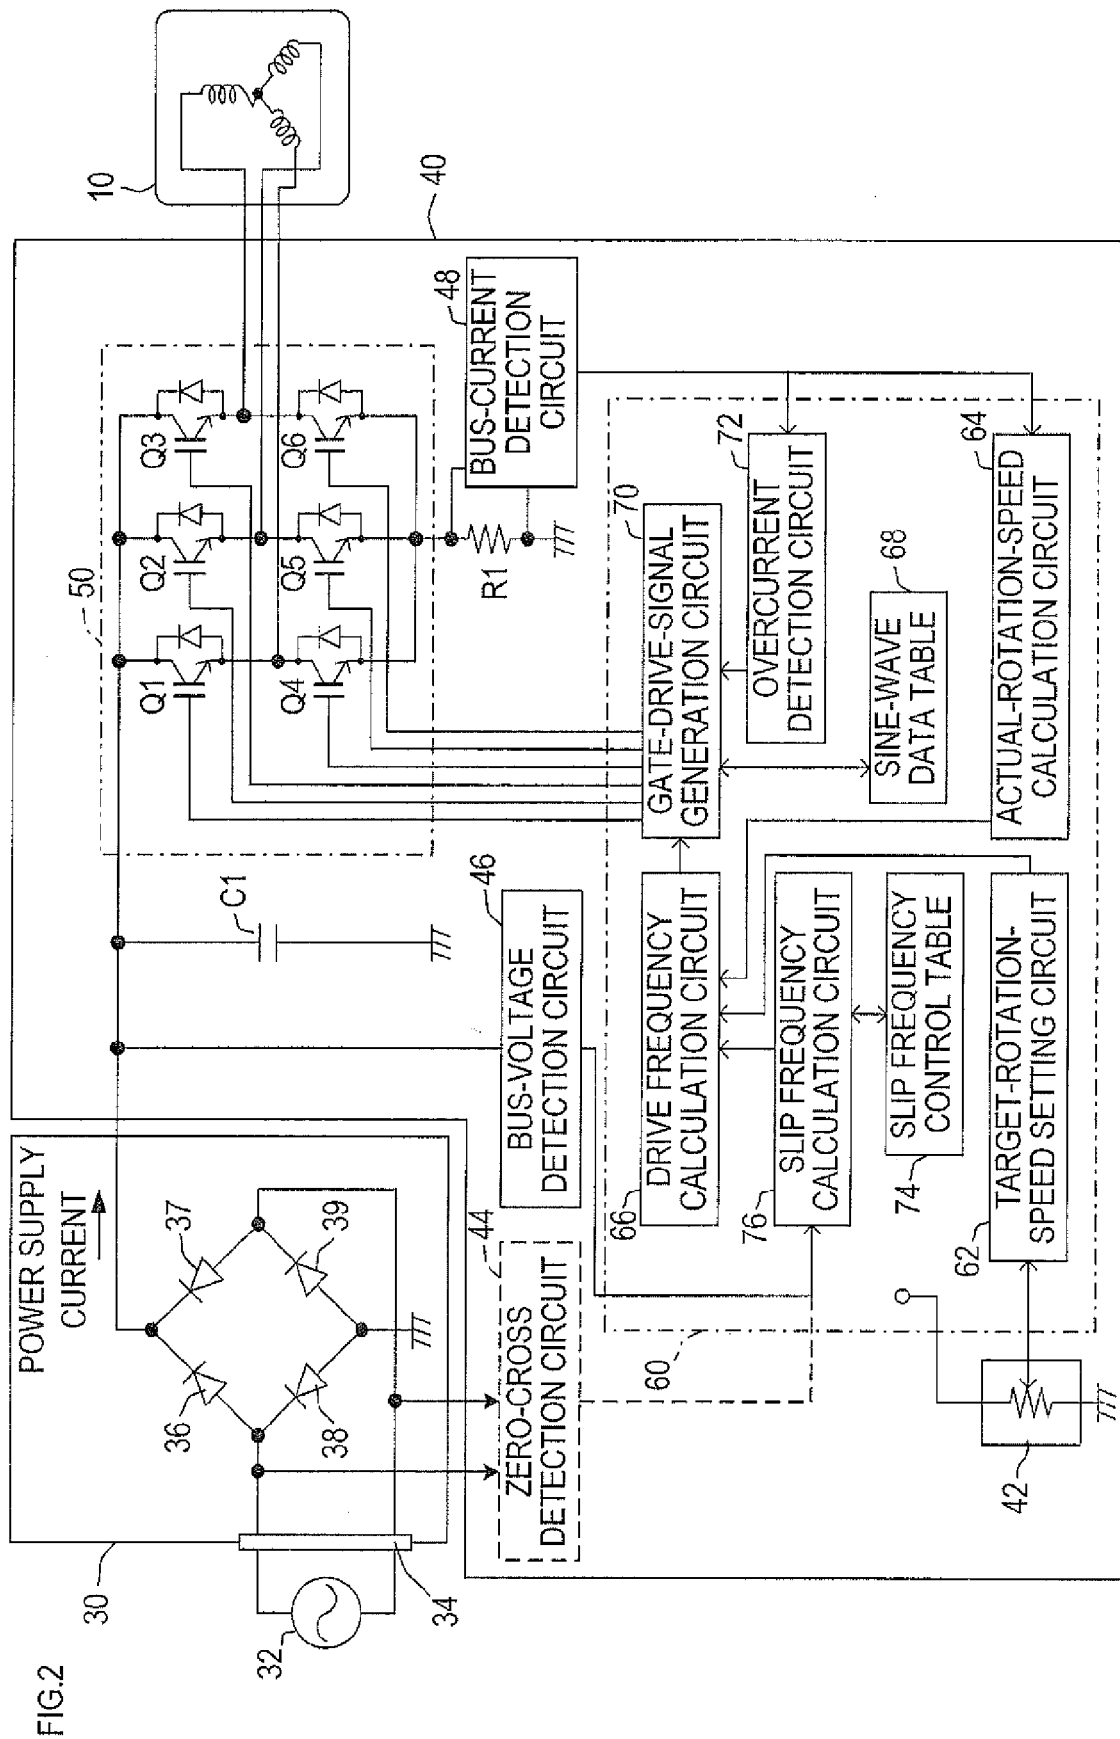 FIG.2
POWER SUPPLY
CURRENT
30
32
34
36
37
38
39
10
40
50
Q1
Q2
Q3
Q4
Q5
Q6
C1
R1
44
ZERO-CROSS
DETECTION CIRCUIT
46
BUS-VOLTAGE
DETECTION CIRCUIT
48
BUS-CURRENT
DETECTION
CIRCUIT
60
66
DRIVE FREQUENCY
CALCULATION CIRCUIT
70
GATE-DRIVE-SIGNAL
GENERATION CIRCUIT
72
OVERCURRENT
DETECTION CIRCUIT
76
SLIP FREQUENCY
CALCULATION CIRCUIT
74
SLIP FREQUENCY
CONTROL TABLE
68
SINE-WAVE
DATA TABLE
62
TARGET-ROTATION-
SPEED SETTING CIRCUIT
64
ACTUAL-ROTATION-SPEED
CALCULATION CIRCUIT
42